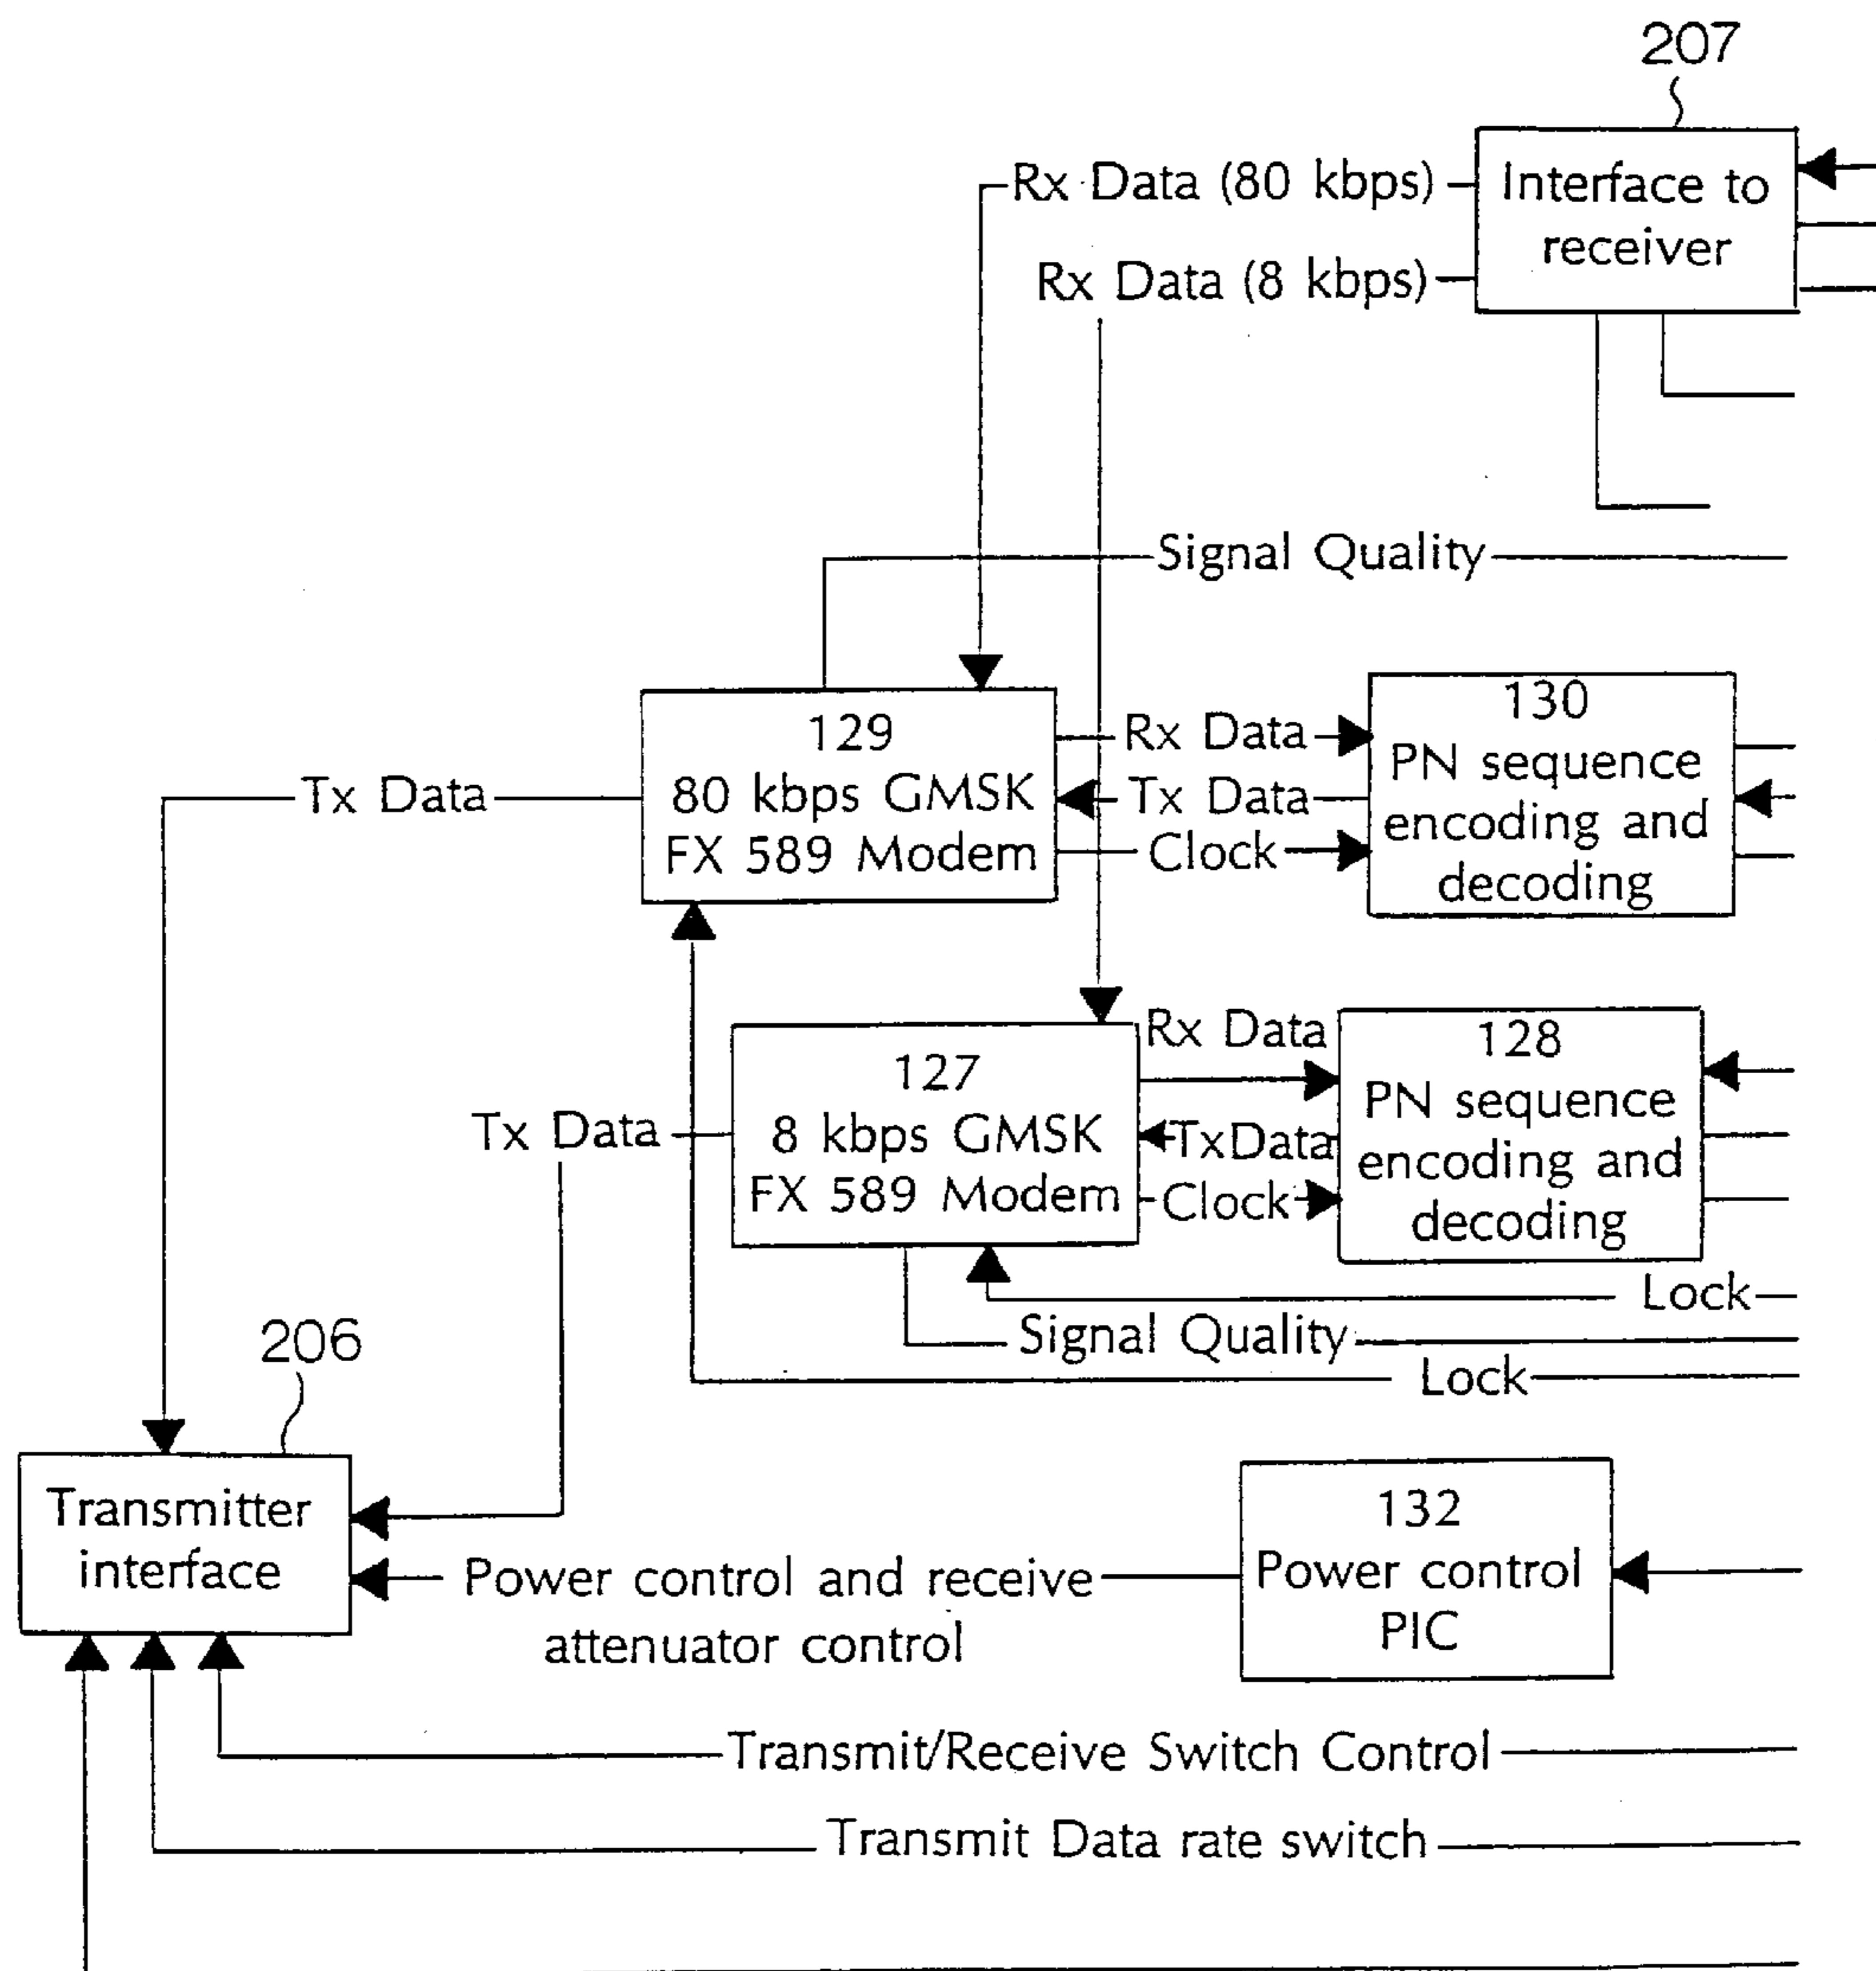 207
Rx Data (80 kbps)
Interface to
receiver
Rx Data (8 kbps)
Signal Quality
129
80 kbps GMSK
FX 589 Modem
Rx Data
Tx Data
Clock
130
PN sequence
encoding and
decoding
Tx Data
127
8 kbps GMSK
FX 589 Modem
Rx Data
TxData
Clock
128
PN sequence
encoding and
decoding
Tx Data
Lock
Signal Quality
Lock
206
Transmitter
interface
Power control and receive
attenuator control
132
Power control
PIC
Transmit/Receive Switch Control
Transmit Data rate switch